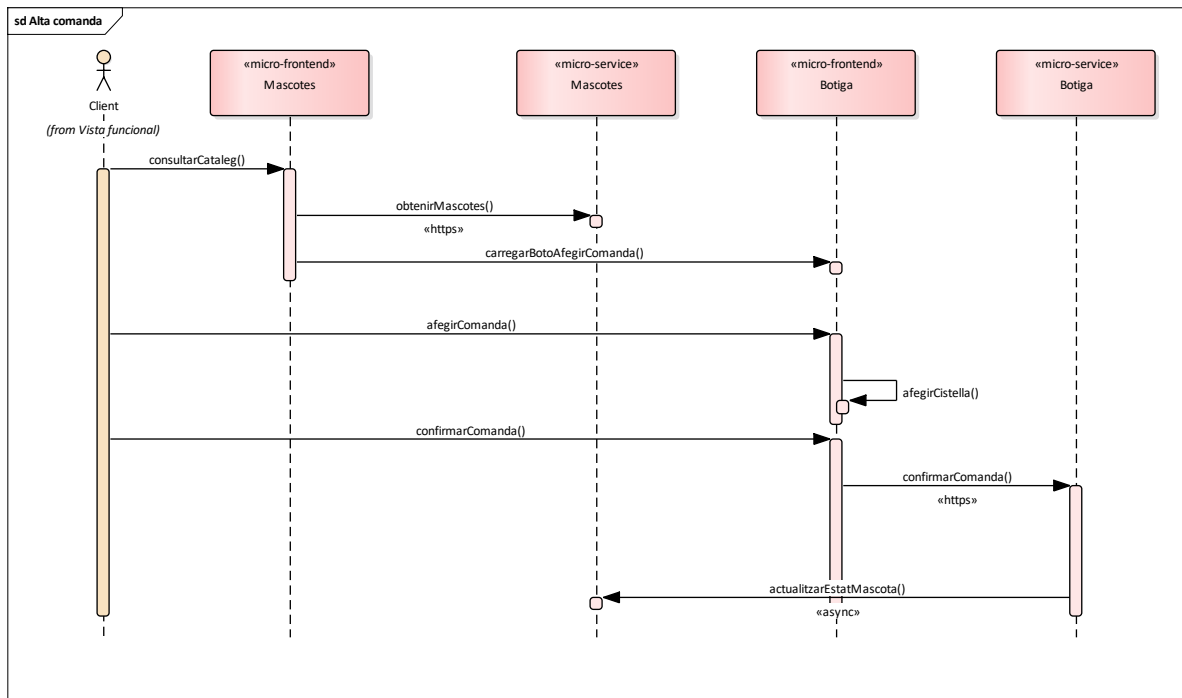 sd Alta comanda
«micro-frontend»
Mascotes
«micro-service»
Mascotes
«micro-frontend»
Botiga
«micro-service»
Botiga
Client
(from Vista funcional)
consultarCataleg()
obtenirMascotes()
«https»
carregarBotoAfegirComanda()
afegirComanda()
afegirCistella()
confirmarComanda()
confirmarComanda()
«https»
actualitzarEstatMascota()
«async»